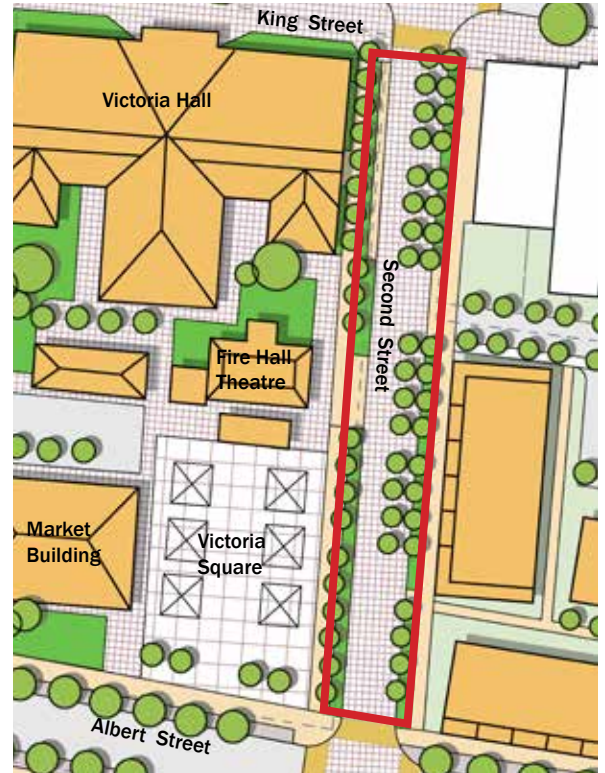 King Street
Victoria Hall
Second Street
Fire Hall
Theatre
Market
Building
Victoria
Square
Albert Street